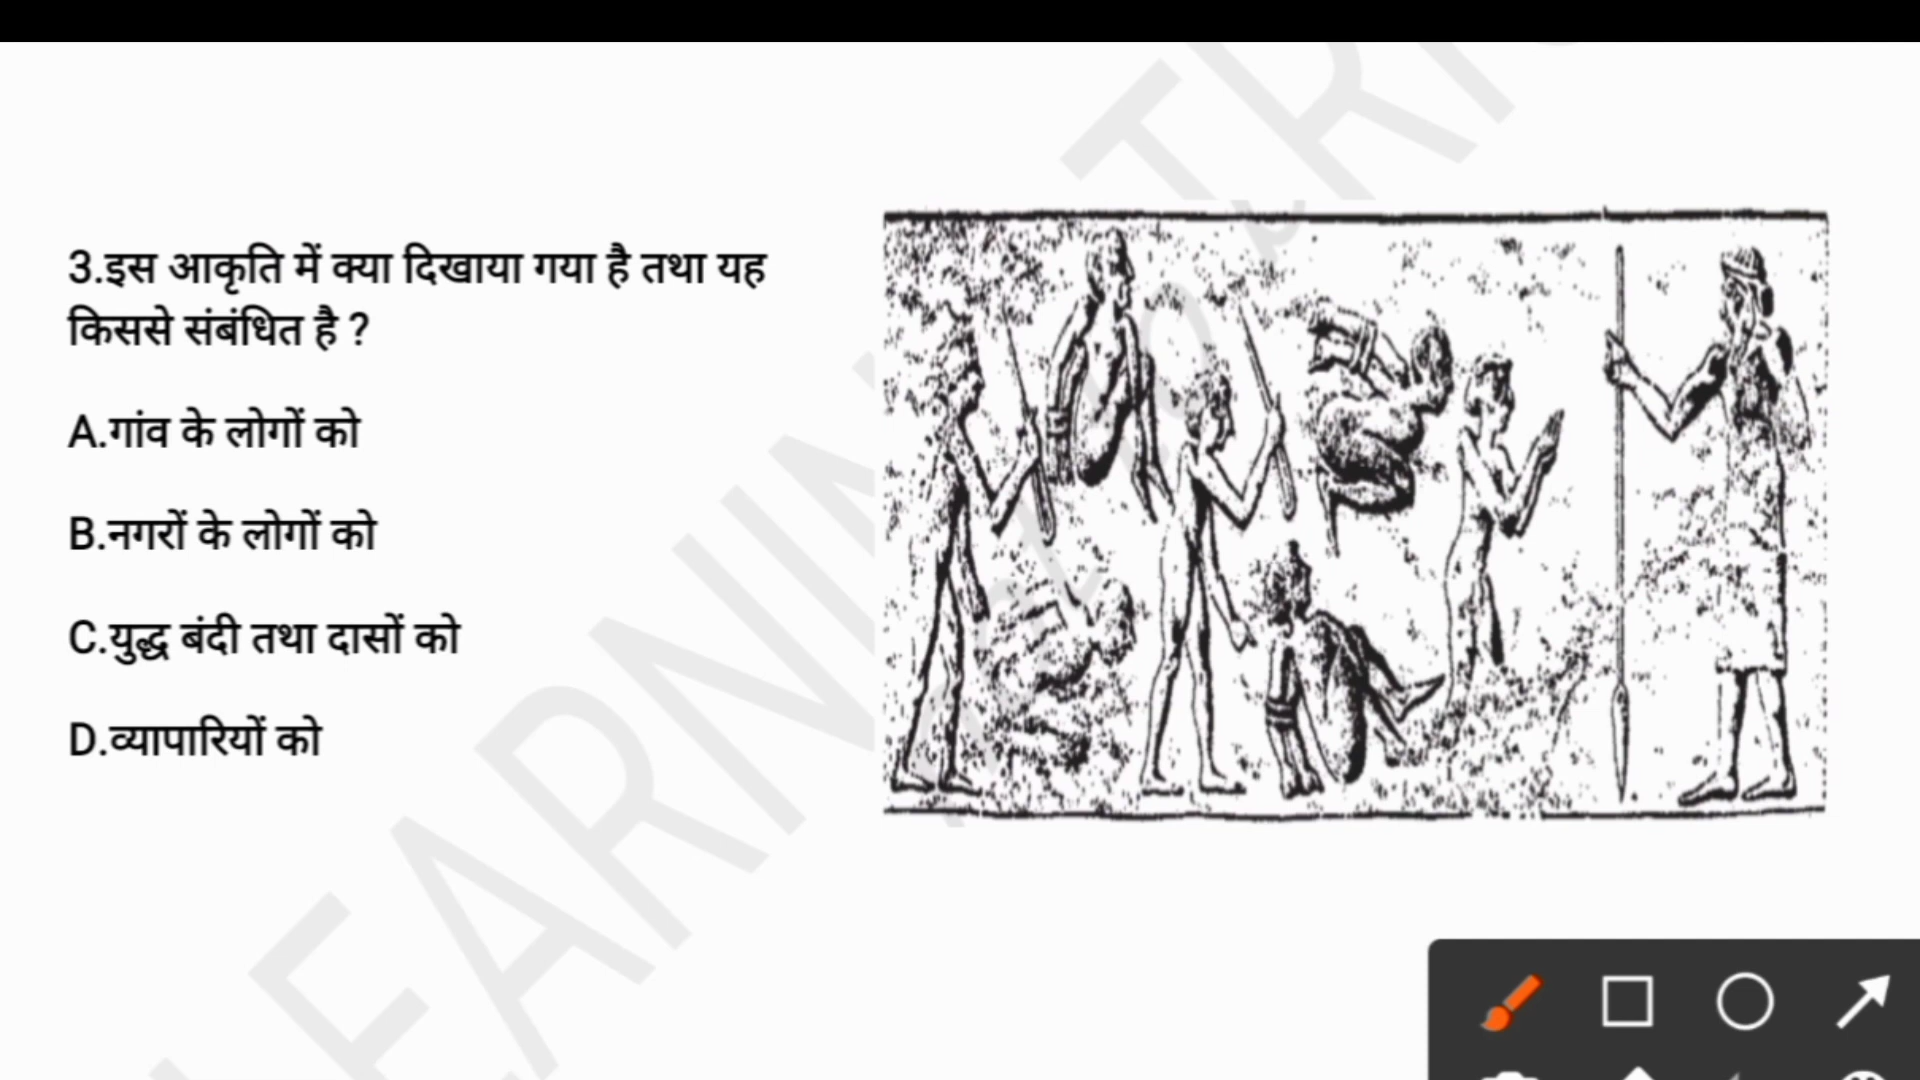 3.इस आकृति में क्या दिखाया गया है तथा यह
किससे संबंधित है ?
A.गांव के लोगों को
B.नगरों के लोगों को
C.युद्ध बंदी तथा दासों को
D.व्यापारियों को